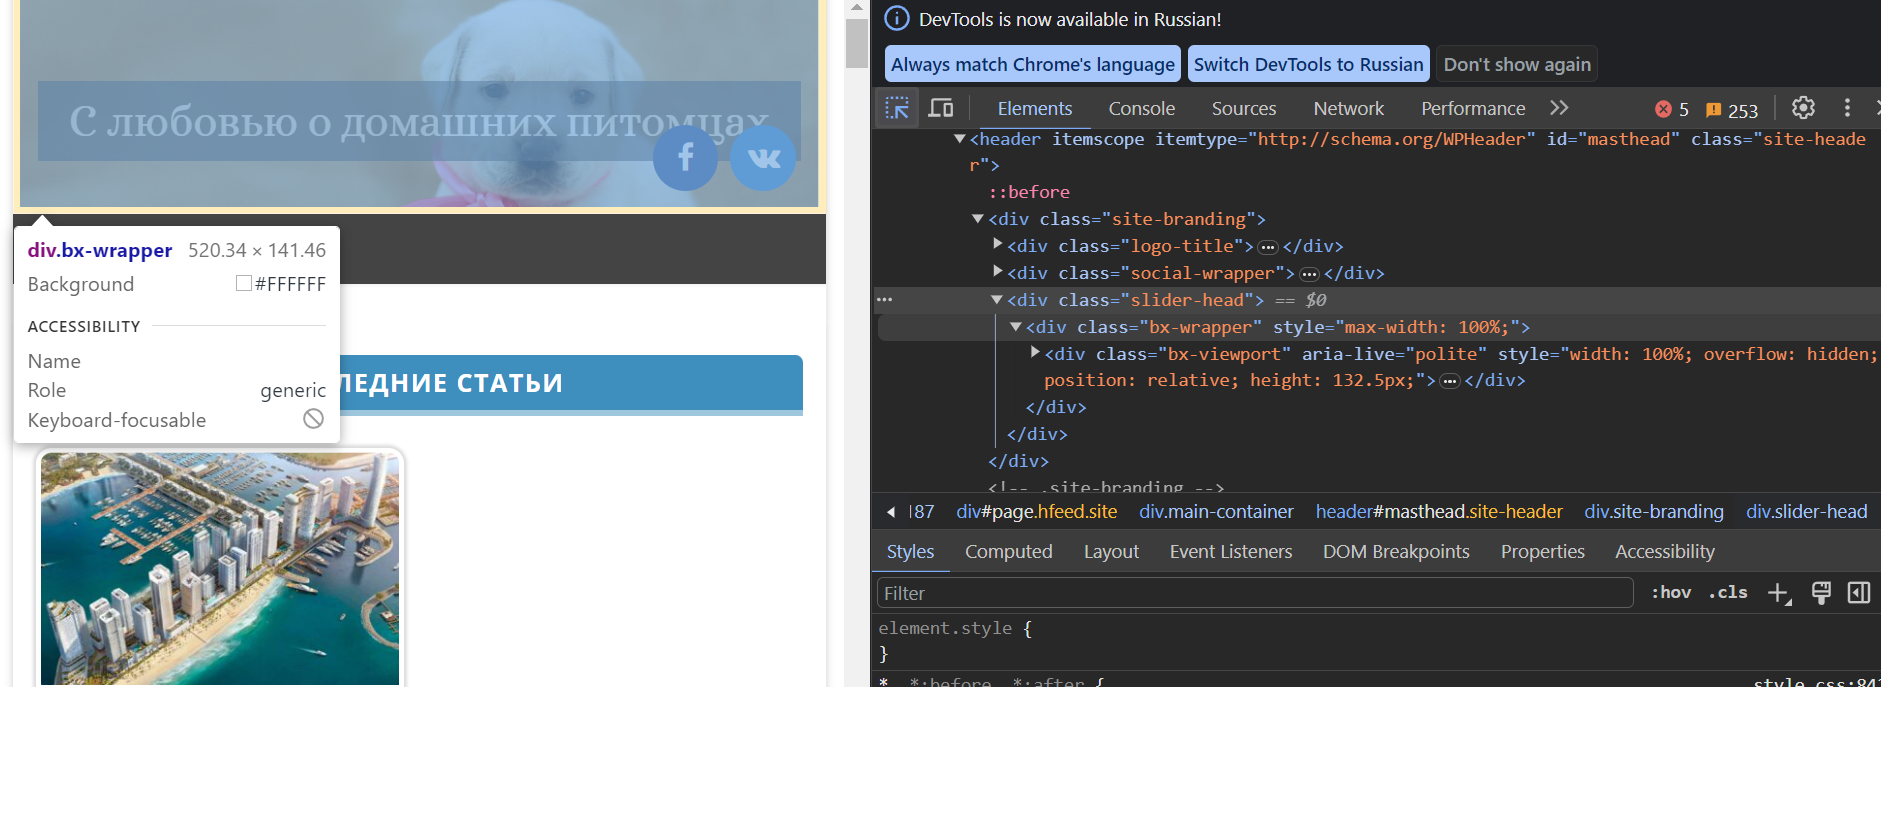 С любовью о домашних питомцах
div.bx-wrapper 520.34 × 141.46
Background #FFFFFF
ACCESSIBILITY
Name
Role generic
Keyboard-focusable
ЛЕДНИЕ СТАТЬИ
DevTools is now available in Russian!
Always match Chrome's language Switch DevTools to Russian Don't show again
Elements Console Sources Network Performance 5 253
<header itemscope itemtype="http://schema.org/WPHeader" id="masthead" class="site-heade
r">
::before
<div class="site-branding">
<div class="logo-title"> ••• </div>
<div class="social-wrapper"> ••• </div>
<div class="slider-head"> == $0
<div class="bx-wrapper" style="max-width: 100%;">
<div class="bx-viewport" aria-live="polite" style="width: 100%; overflow: hidden;
position: relative; height: 132.5px;"> ••• </div>
</div>
</div>
</div>
<!-- .site-branding -->
87 div#page.hfeed.site div.main-container header#masthead.site-header div.site-branding div.slider-head
Styles Computed Layout Event Listeners DOM Breakpoints Properties Accessibility
Filter :hov .cls
element.style {
}
*, *:before, *:after { style.css:841